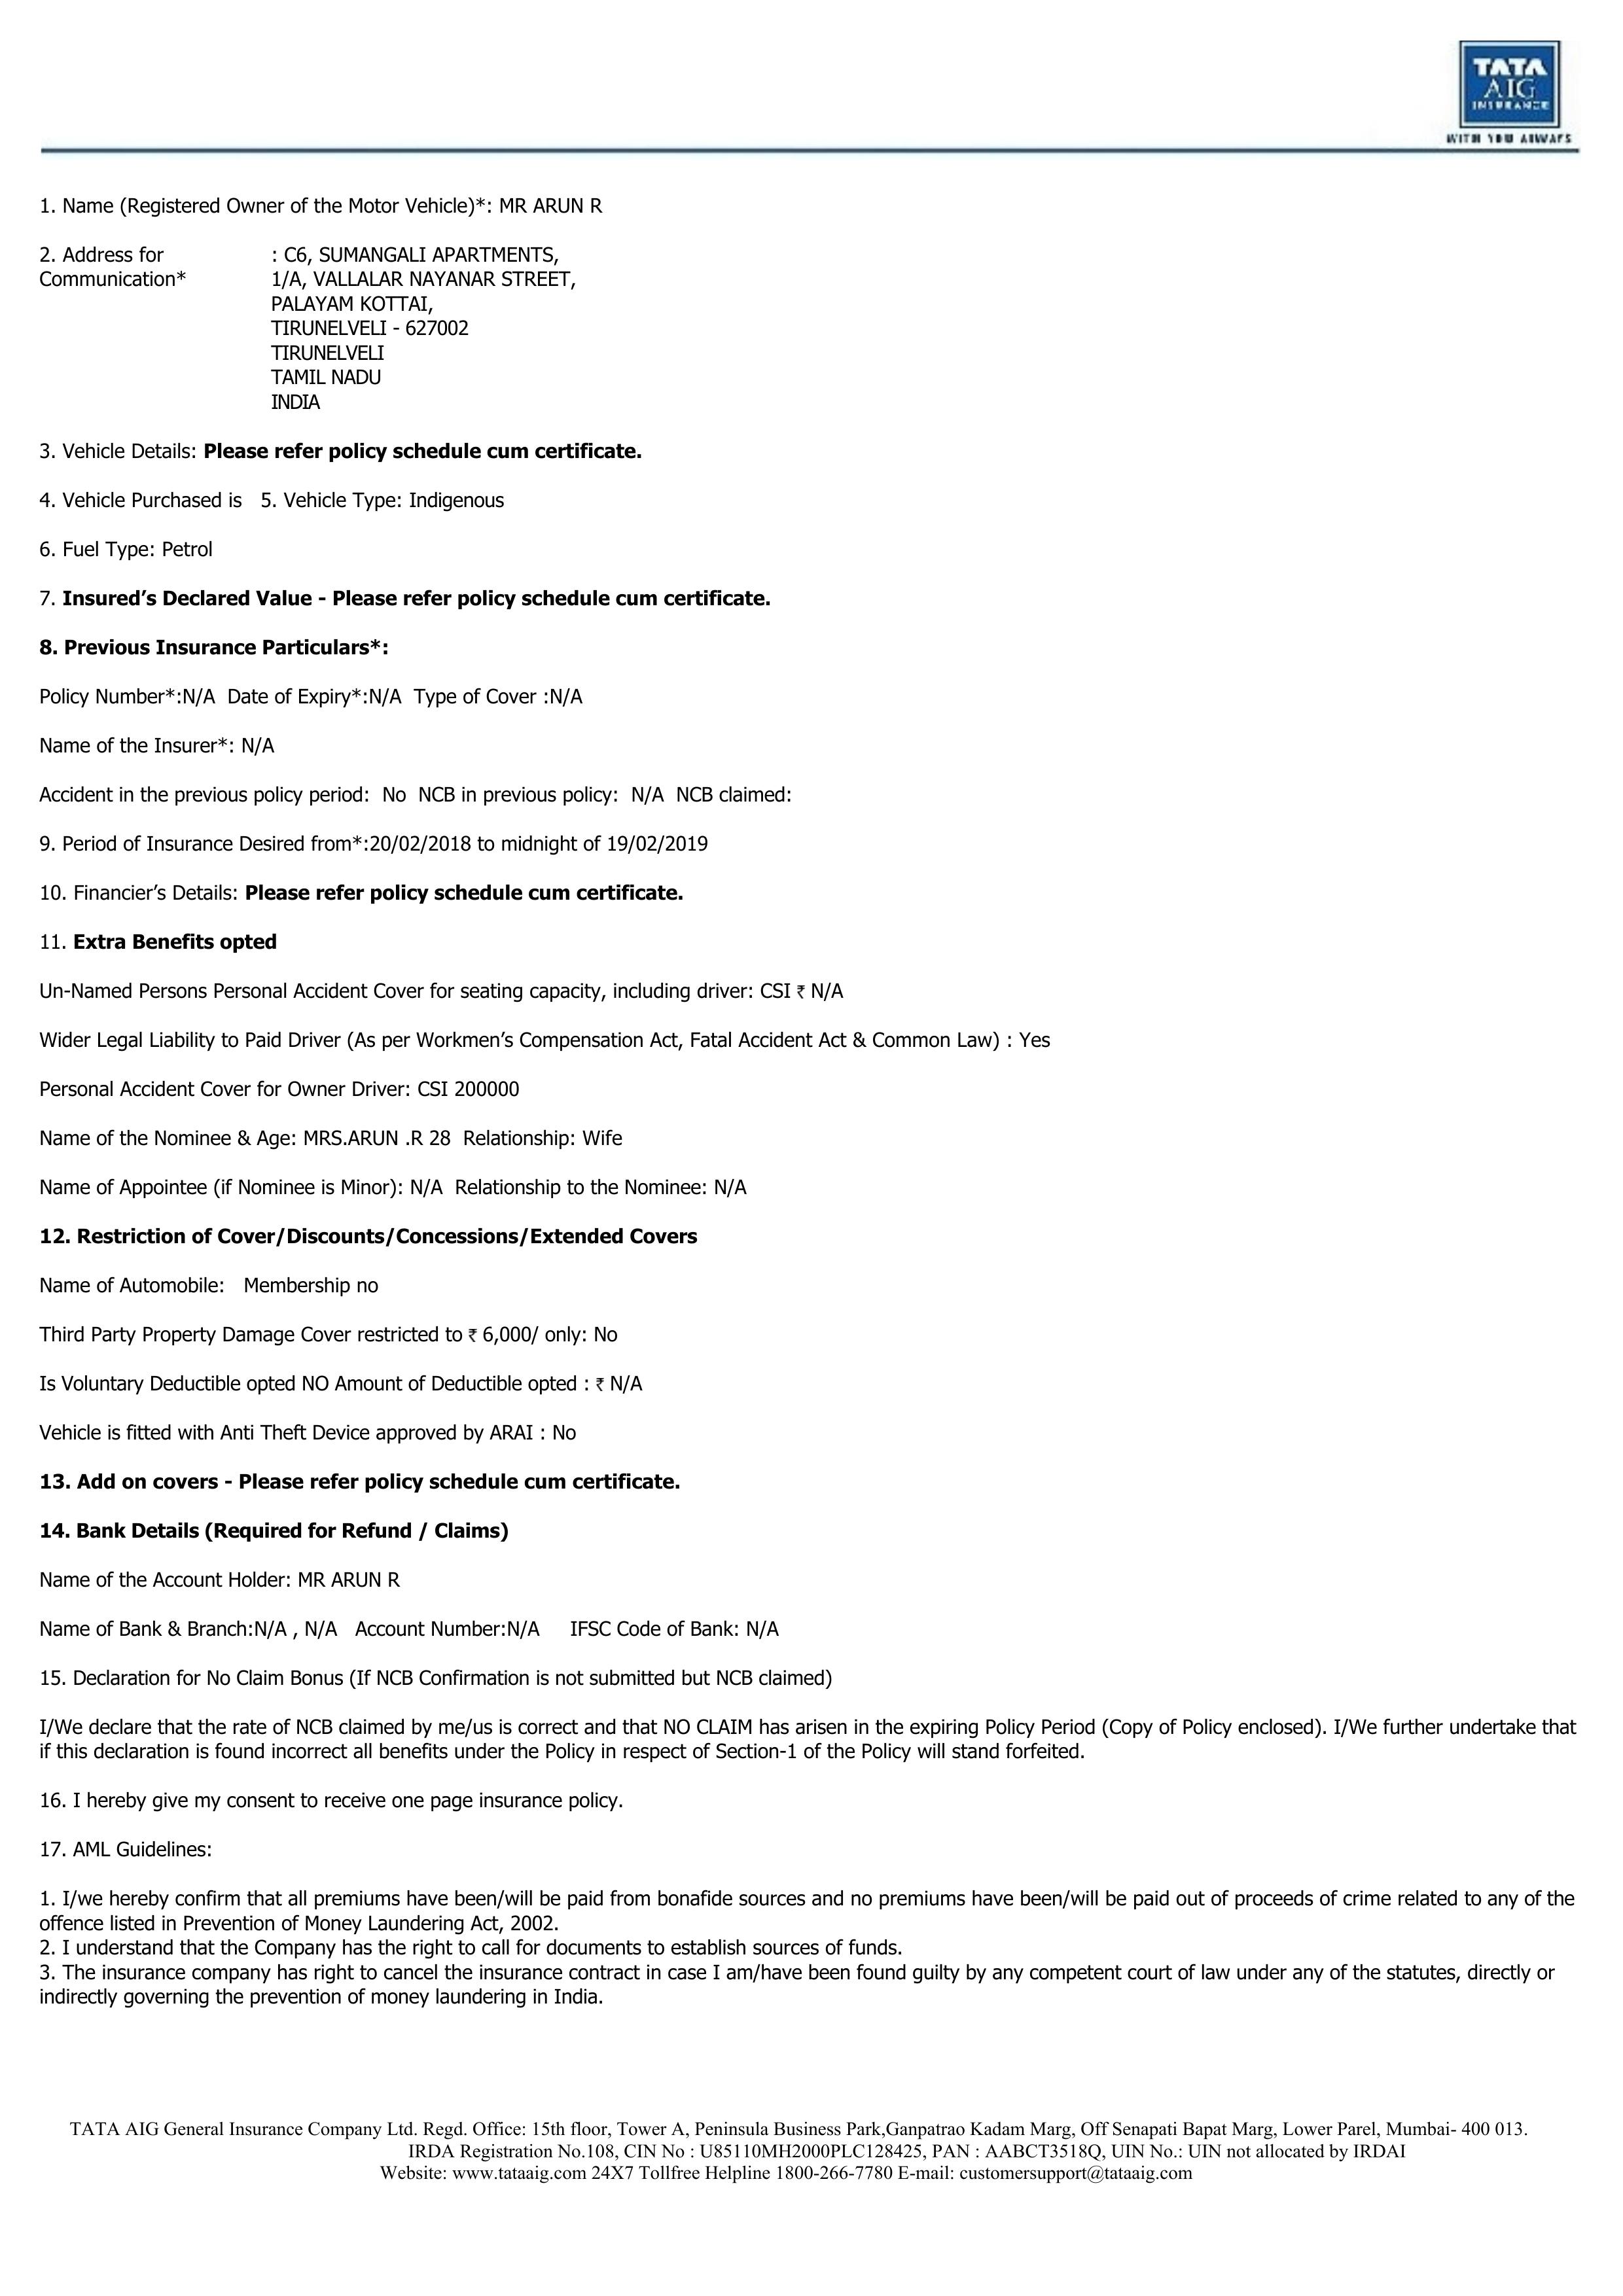 TATA
AIG
INSURANCE
WITH YOU ALWAYS
1. Name (Registered Owner of the Motor Vehicle)*: MR ARUN R
2. Address for : C6, SUMANGALI APARTMENTS,
Communication* 1/A, VALLALAR NAYANAR STREET,
PALAYAM KOTTAI,
TIRUNELVELI - 627002
TIRUNELVELI
TAMIL NADU
INDIA
3. Vehicle Details: Please refer policy schedule cum certificate.
4. Vehicle Purchased is 5. Vehicle Type: Indigenous
6. Fuel Type: Petrol
7. Insured’s Declared Value - Please refer policy schedule cum certificate.
8. Previous Insurance Particulars*:
Policy Number*:N/A Date of Expiry*:N/A Type of Cover :N/A
Name of the Insurer*: N/A
Accident in the previous policy period: No NCB in previous policy: N/A NCB claimed:
9. Period of Insurance Desired from*:20/02/2018 to midnight of 19/02/2019
10. Financier’s Details: Please refer policy schedule cum certificate.
11. Extra Benefits opted
Un-Named Persons Personal Accident Cover for seating capacity, including driver: CSI ₹ N/A
Wider Legal Liability to Paid Driver (As per Workmen’s Compensation Act, Fatal Accident Act & Common Law) : Yes
Personal Accident Cover for Owner Driver: CSI 200000
Name of the Nominee & Age: MRS.ARUN .R 28 Relationship: Wife
Name of Appointee (if Nominee is Minor): N/A Relationship to the Nominee: N/A
12. Restriction of Cover/Discounts/Concessions/Extended Covers
Name of Automobile: Membership no
Third Party Property Damage Cover restricted to ₹ 6,000/ only: No
Is Voluntary Deductible opted NO Amount of Deductible opted : ₹ N/A
Vehicle is fitted with Anti Theft Device approved by ARAI : No
13. Add on covers - Please refer policy schedule cum certificate.
14. Bank Details (Required for Refund / Claims)
Name of the Account Holder: MR ARUN R
Name of Bank & Branch:N/A , N/A Account Number:N/A IFSC Code of Bank: N/A
15. Declaration for No Claim Bonus (If NCB Confirmation is not submitted but NCB claimed)
I/We declare that the rate of NCB claimed by me/us is correct and that NO CLAIM has arisen in the expiring Policy Period (Copy of Policy enclosed). I/We further undertake that
if this declaration is found incorrect all benefits under the Policy in respect of Section-1 of the Policy will stand forfeited.
16. I hereby give my consent to receive one page insurance policy.
17. AML Guidelines:
1. I/we hereby confirm that all premiums have been/will be paid from bonafide sources and no premiums have been/will be paid out of proceeds of crime related to any of the
offence listed in Prevention of Money Laundering Act, 2002.
2. I understand that the Company has the right to call for documents to establish sources of funds.
3. The insurance company has right to cancel the insurance contract in case I am/have been found guilty by any competent court of law under any of the statutes, directly or
indirectly governing the prevention of money laundering in India.
TATA AIG General Insurance Company Ltd. Regd. Office: 15th floor, Tower A, Peninsula Business Park,Ganpatrao Kadam Marg, Off Senapati Bapat Marg, Lower Parel, Mumbai- 400 013.
IRDA Registration No.108, CIN No : U85110MH2000PLC128425, PAN : AABCT3518Q, UIN No.: UIN not allocated by IRDAI
Website: www.tataaig.com 24X7 Tollfree Helpline 1800-266-7780 E-mail: customersupport@tataaig.com